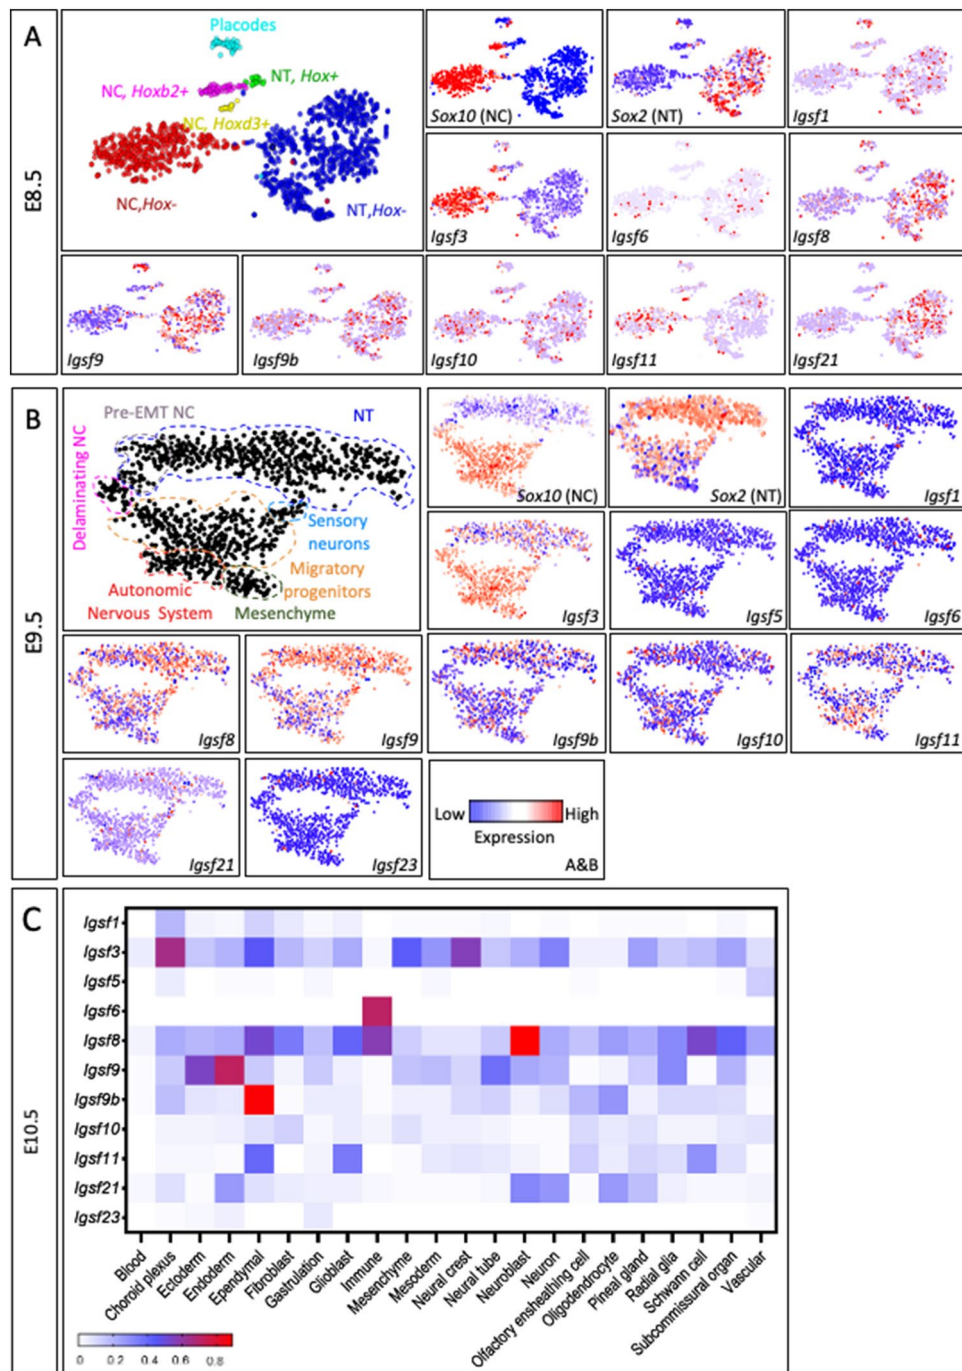 A
E8.5
Placodes
NT, Hox+
NC, Hoxb2+
NC, Hoxd3+
NC,Hox-
NT,Hox-
Sox10 (NC)
Sox2 (NT)
Igsf1
Igsf3
Igsf6
Igsf8
Igsf9
Igsf9b
Igsf10
Igsf11
Igsf21
B
E9.5
Pre-EMT NC
NT
Delaminating NC
Sensory
neurons
Migratory
progenitors
Autonomic
Nervous System
Mesenchyme
Sox10 (NC)
Sox2 (NT)
Igsf1
Igsf3
Igsf5
Igsf6
Igsf8
Igsf9
Igsf9b
Igsf10
Igsf11
Igsf21
Igsf23
Low
High
Expression
A&B
C
E10.5
Igsf1
Igsf3
Igsf5
Igsf6
Igsf8
Igsf9
Igsf9b
Igsf10
Igsf11
Igsf21
Igsf23
Blood
Choroid plexus
Ectoderm
Endoderm
Ependymal
Fibroblast
Gastrulation
Glioblast
Immune
Mesenchyme
Mesoderm
Neural crest
Neural tube
Neuroblast
Neuron
Olfactory ensheathing cell
Oligodendrocyte
Pineal gland
Radial glia
Schwann cell
Subcommissural organ
Vascular
0 0.2 0.4 0.6 0.8